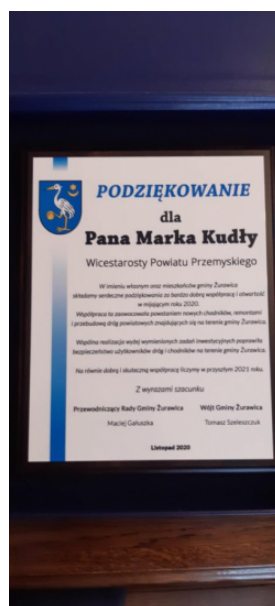 PODZIĘKOWANIE
dla
Pana Marka Kudły
Wicestarosty Powiatu Przemyskiego
W imieniu własnym oraz mieszkańców gminy Żurawica
składamy serdeczne podziękowania za bardzo dobrą współpracę i otwartość
w mijającym roku 2020.
Współpraca ta zaowocowała powstaniem nowych chodników, remontami
i przebudową dróg powiatowych znajdujących się na terenie gminy Żurawica.
Wspólna realizacja wyżej wymienionych zadań inwestycyjnych poprawiła
bezpieczeństwo użytkowników dróg i chodników na terenie gminy Żurawica.
Na równie dobrą i skuteczną współpracę liczymy w przyszłym 2021 roku.
Z wyrazami szacunku
Przewodniczący Rady Gminy Żurawica Wójt Gminy Żurawica
Maciej Gałuszka Tomasz Szeleszczuk
Listopad 2020